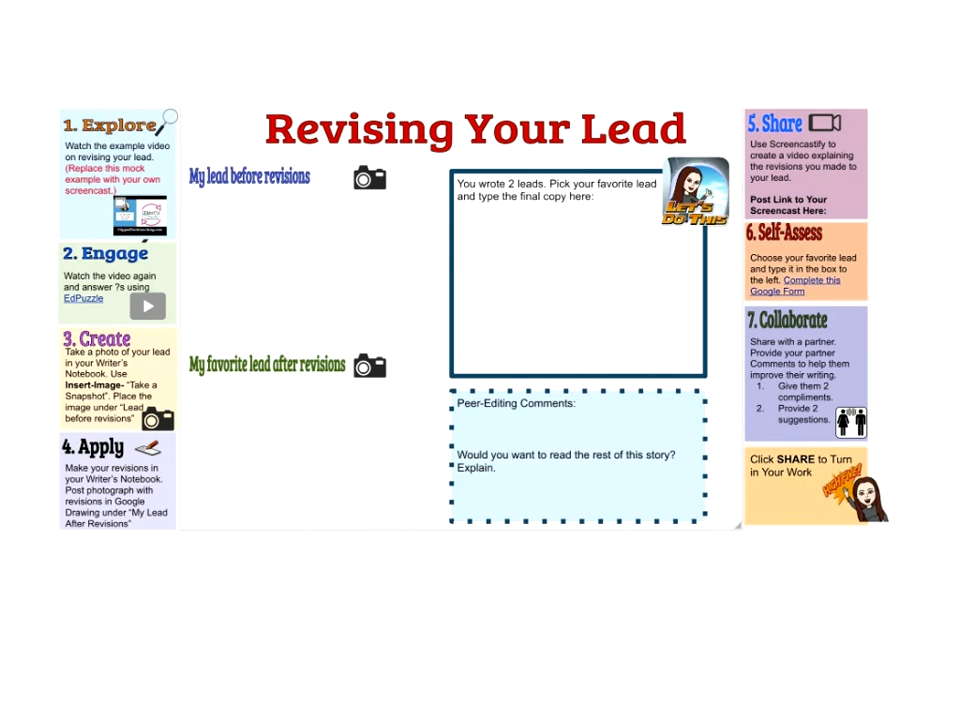 Revising Your Lead
1. Explore
Watch the example video
on revising your lead.
(Replace this mock
example with your own
screencast.)
2. Engage
Watch the video again
and answer ?s using
EdPuzzle
3. Create
Take a photo of your lead
in your Writer's
Notebook. Use
Insert-Image- "Take a
Snapshot". Place the
image under "Lead
before revisions"
4. Apply
Make your revisions in
your Writer's Notebook.
Post photograph with
revisions in Google
Drawing under "My Lead
After Revisions"
My lead before revisions
My favorite lead after revisions
You wrote 2 leads. Pick your favorite lead
and type the final copy here:
LET'S
DO THIS
Peer-Editing Comments:
Would you want to read the rest of this story?
Explain.
5. Share
Use Screencastify to
create a video explaining
the revisions you made to
your lead.
Post Link to Your
Screencast Here:
6. Self-Assess
Choose your favorite lead
and type it in the box to
the left. Complete this
Google Form
7. Collaborate
Share with a partner.
Provide your partner
Comments to help them
improve their writing.
1. Give them 2
compliments.
2. Provide 2
suggestions.
Click SHARE to Turn
in Your Work
HIGH FIVE!